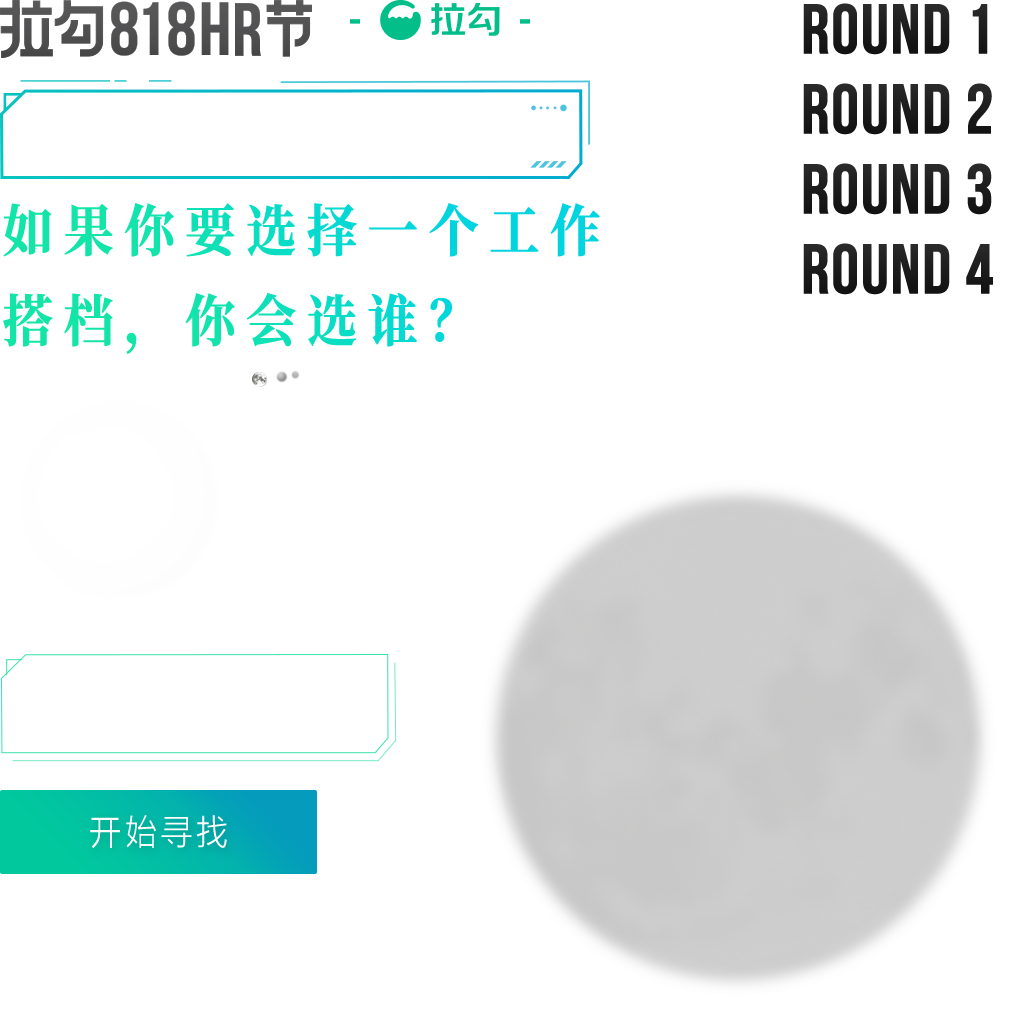 拉勾818HR节
- 拉勾 -
ROUND 1
ROUND 2
ROUND 3
ROUND 4
如果你要选择一个工作
搭档，你会选谁？
开始寻找